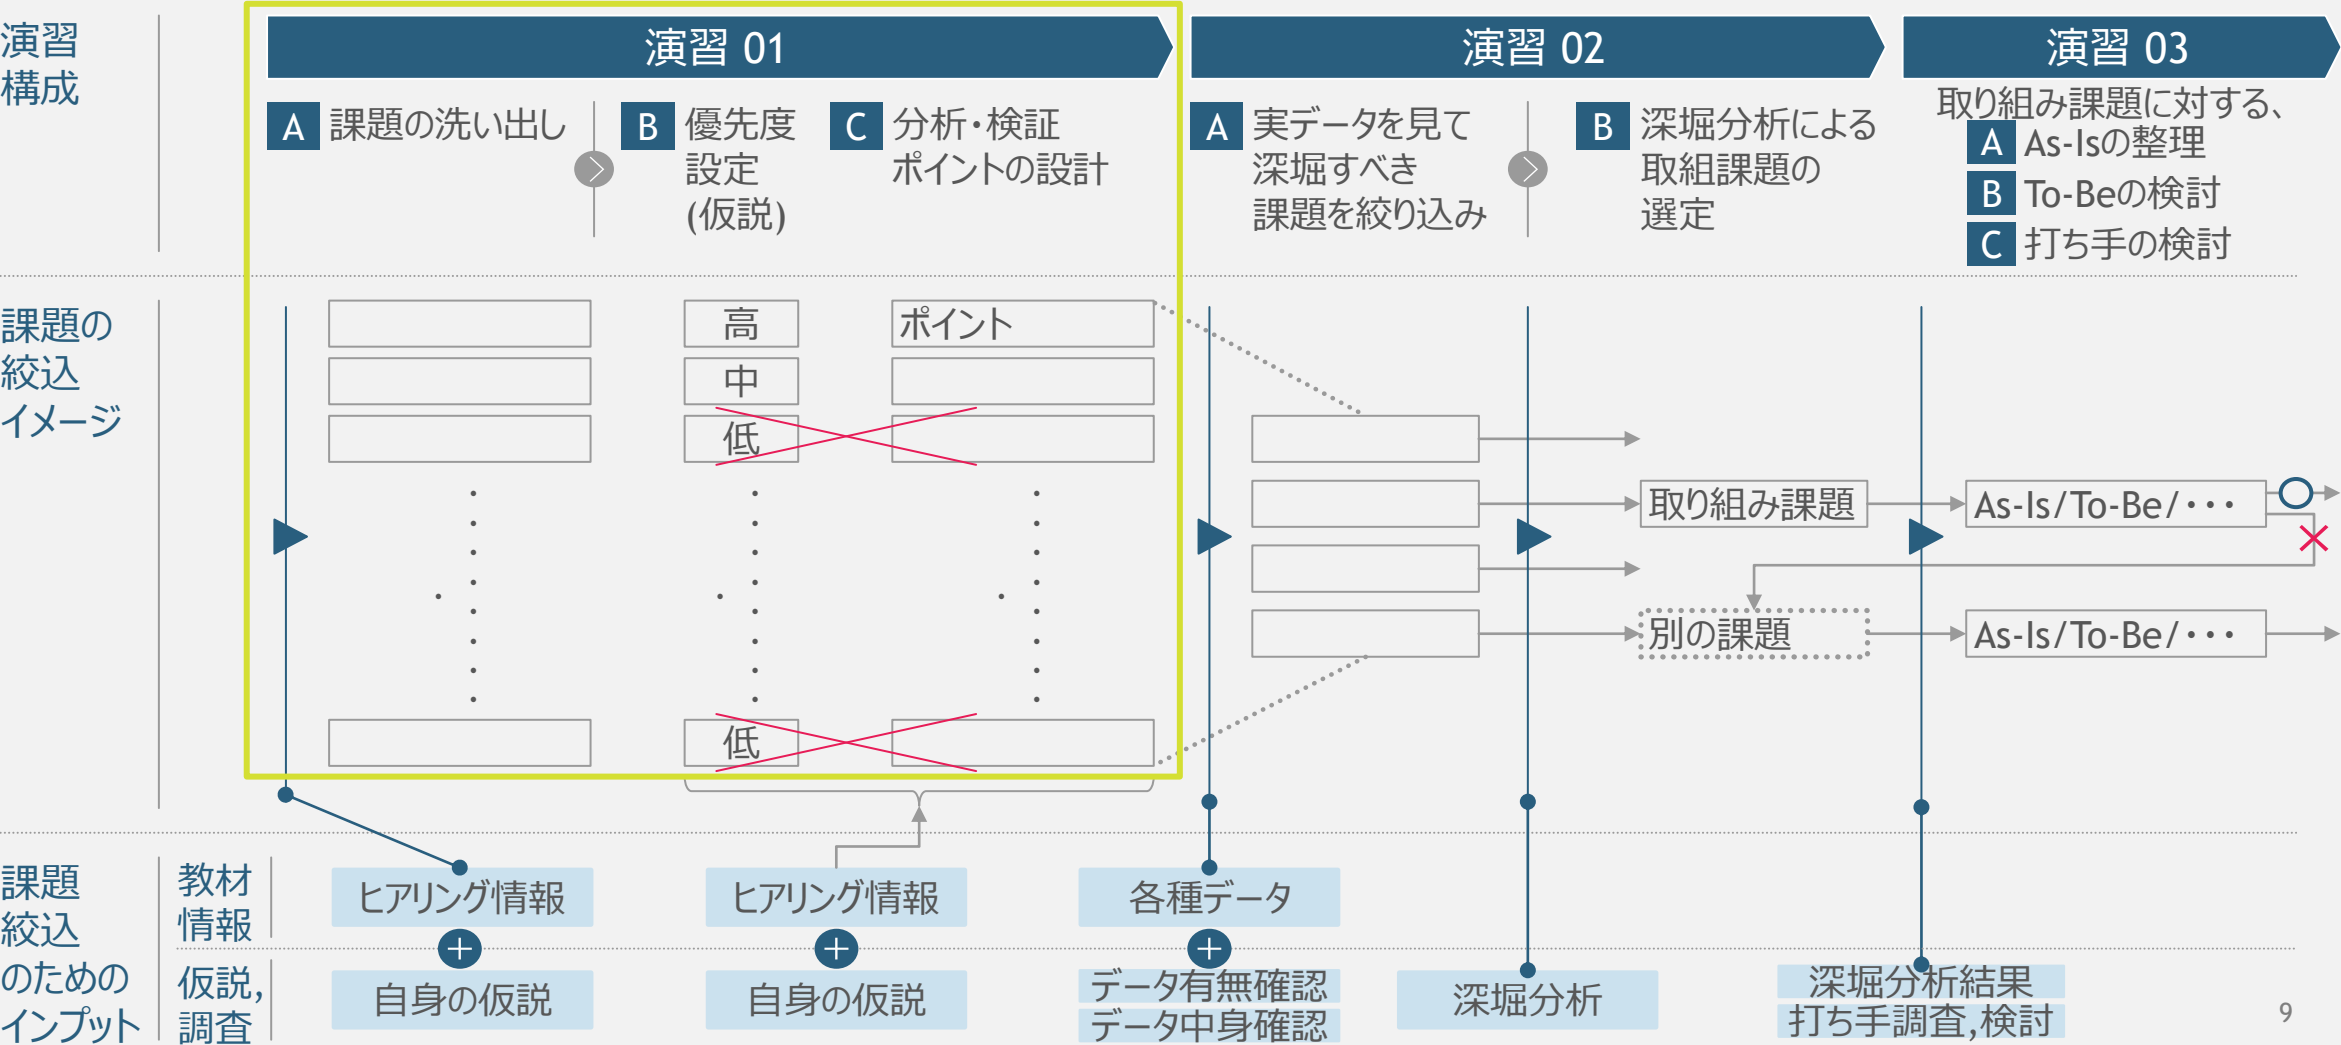 演習
構成
演習 01
演習 02
演習 03
A 課題の洗い出し
B 優先度
設定
(仮説)
C 分析・検証
ポイントの設計
A 実データを見て
深堀すべき
課題を絞り込み
B 深堀分析による
取組課題の
選定
取り組み課題に対する、
A As-Isの整理
B To-Beの検討
C 打ち手の検討
課題の
絞込
イメージ
高
ポイント
中
低
低
取り組み課題
As-Is/To-Be/・・・
別の課題
As-Is/To-Be/・・・
課題
絞込
のための
インプット
教材
情報
ヒアリング情報
ヒアリング情報
各種データ
仮説,
調査
自身の仮説
自身の仮説
データ有無確認
データ中身確認
深堀分析
深堀分析結果
打ち手調査,検討
9